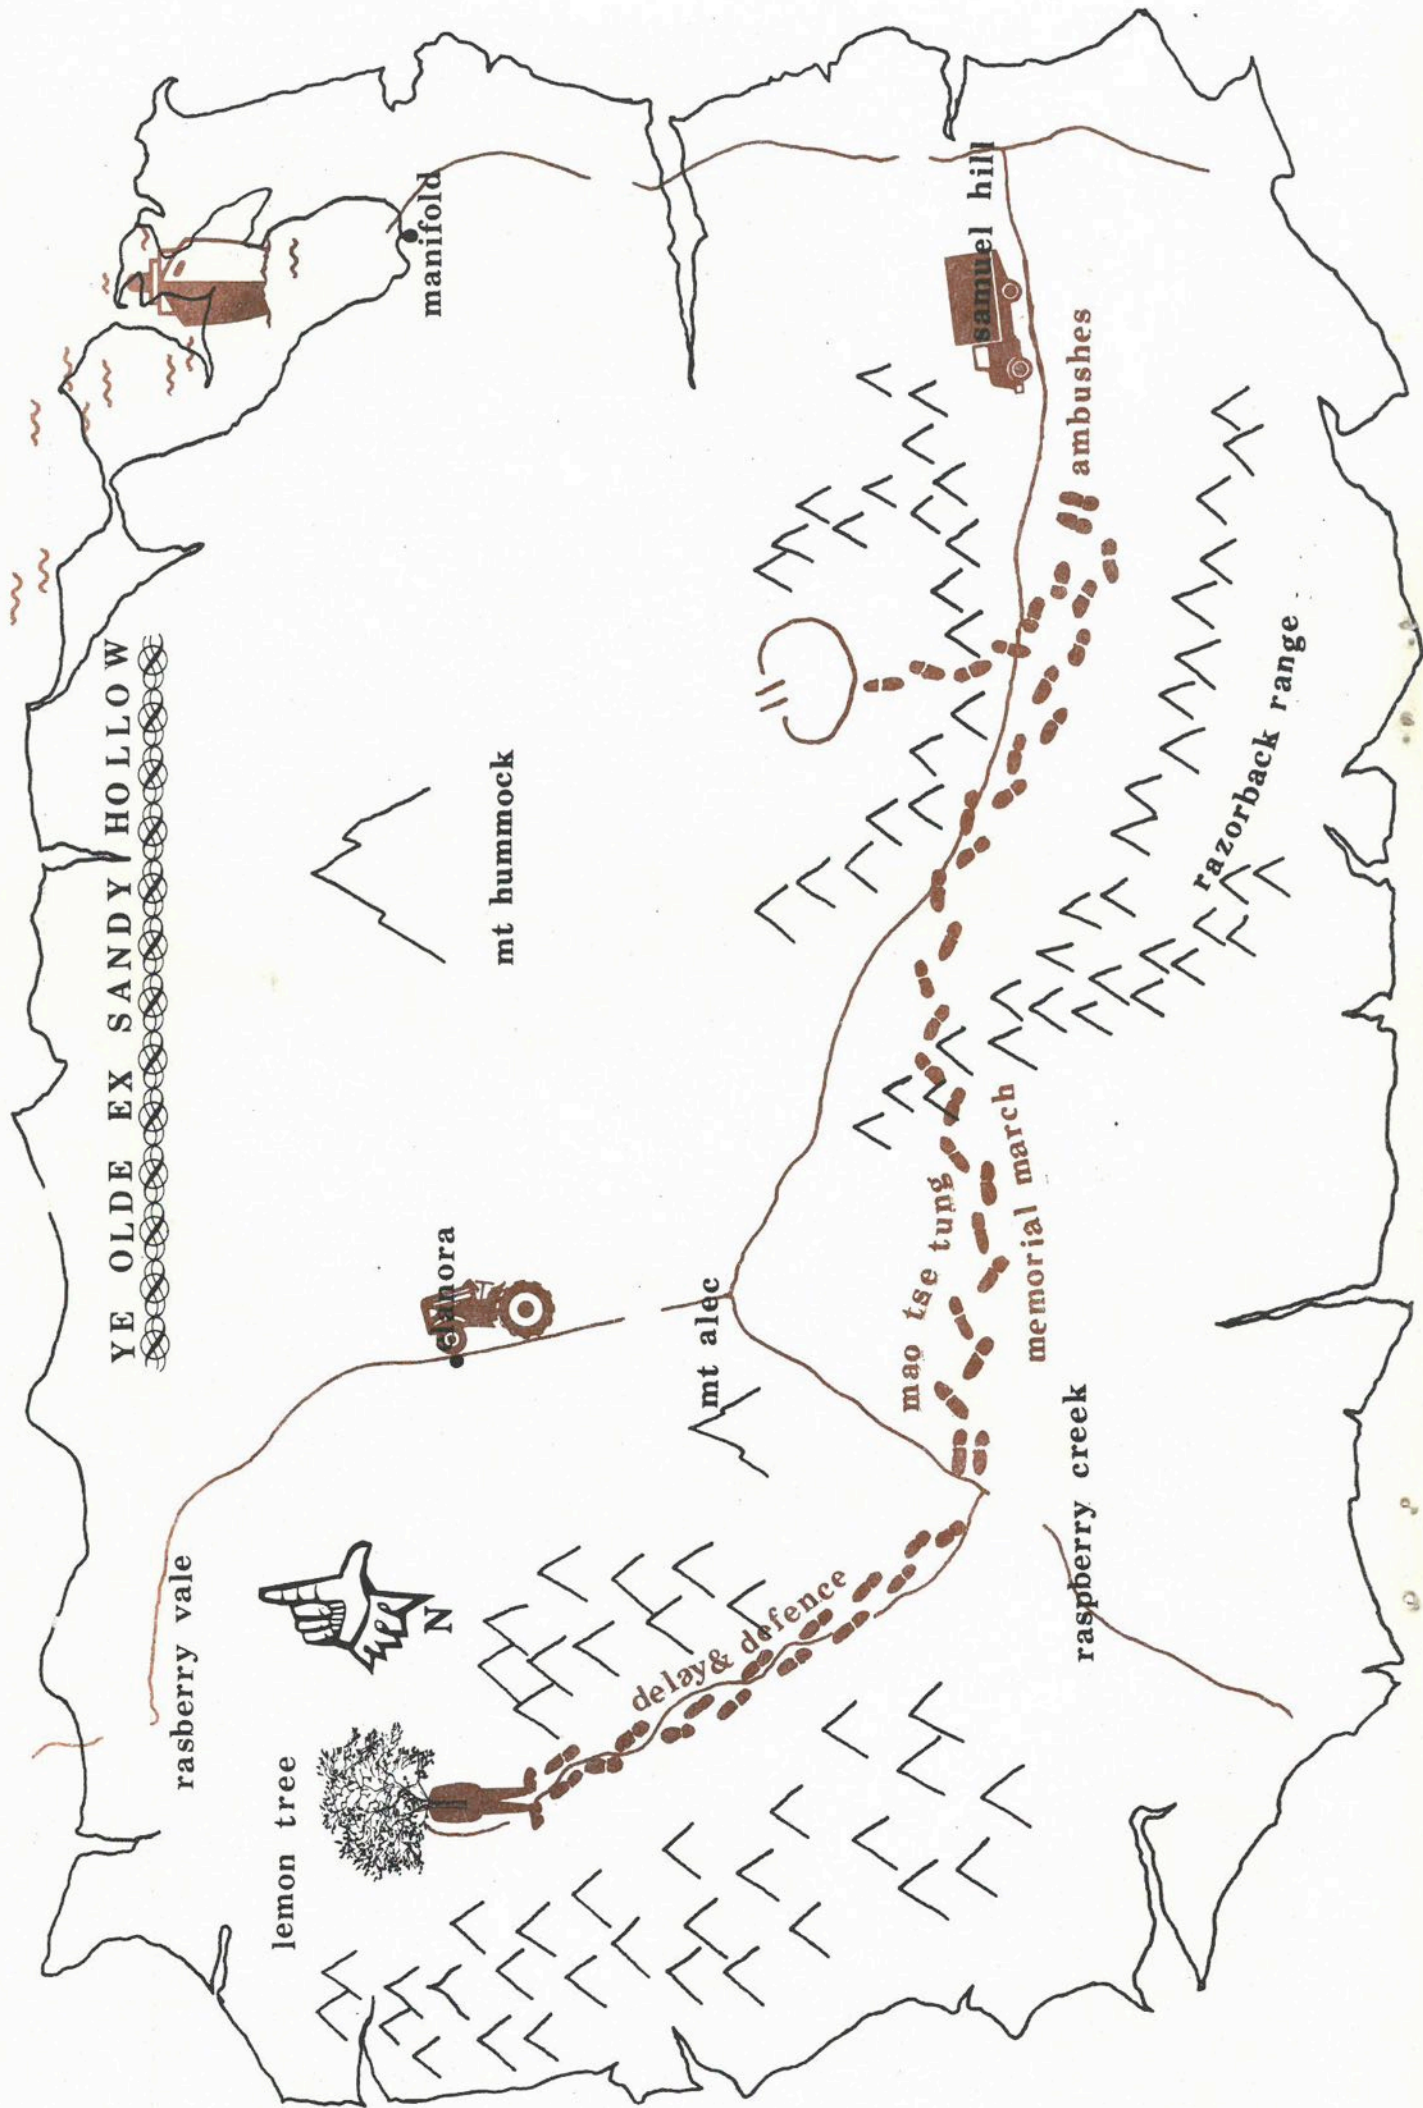 YE OLDE EX SANDY HOLLOW
rasberry vale
lemon tree
N
manifold
elanora
mt hummock
delay & defence
mt alec
samuel hill
ambushes
mao tse tung
memorial march
raspberry creek
razorback range